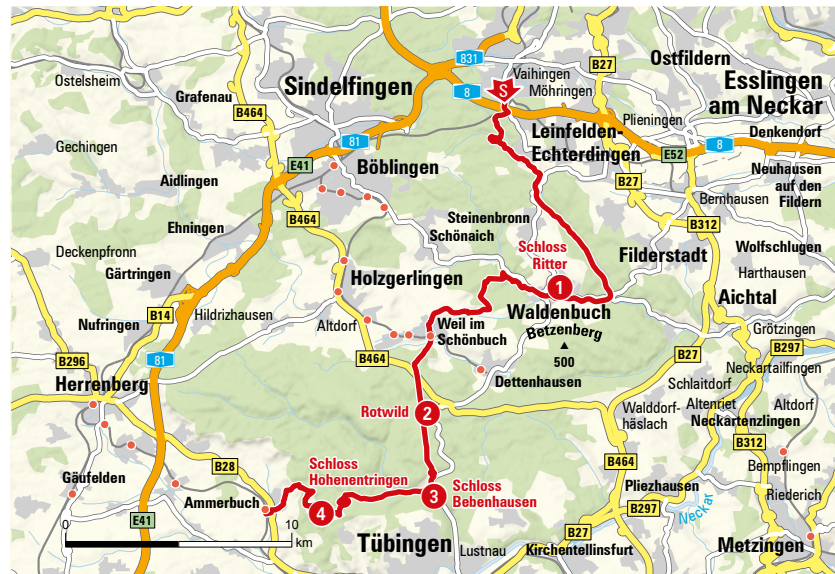 831
Vaihingen
Möhringen
B27
Ostfildern
Esslingen
am Neckar
Ostelsheim
Grafenau
B464
Sindelfingen
8
S
Plieningen
Leinfelden-
Echterdingen
E52
8
Denkendorf
Gechingen
81
E41
Böblingen
B27
Neuhausen
auf den
Fildern
Aidlingen
Bernhausen
Ehningen
B464
Steinenbronn
Schönaich
B312
Deckenpfronn
Gärtringen
Schloss
Ritter
Filderstadt
Wolfschlugen
Harthausen
Holzgerlingen
1
Waldenbuch
Aichtal
B14
Nufringen
Hildrizhausen
Altdorf
Weil im
Schönbuch
Betzenberg
500
Grötzingen
B297
B296
81
B464
B27
Neckartailfingen
Herrenberg
Dettenhausen
Schlaitdorf
Altenriet
Altdorf
Neckartenzlingen
Rotwild
2
Walddorf-
häslach
B312
Bempflingen
B28
Schloss
Hohenentringen
B464
Gäufelden
Ammerbuch
4
3
Schloss
Bebenhausen
Pliezhausen
B297
Riederich
Neckar
E41
0
10
km
Tübingen
Lustnau
B27
Kirchentellinsfurt
Metzingen